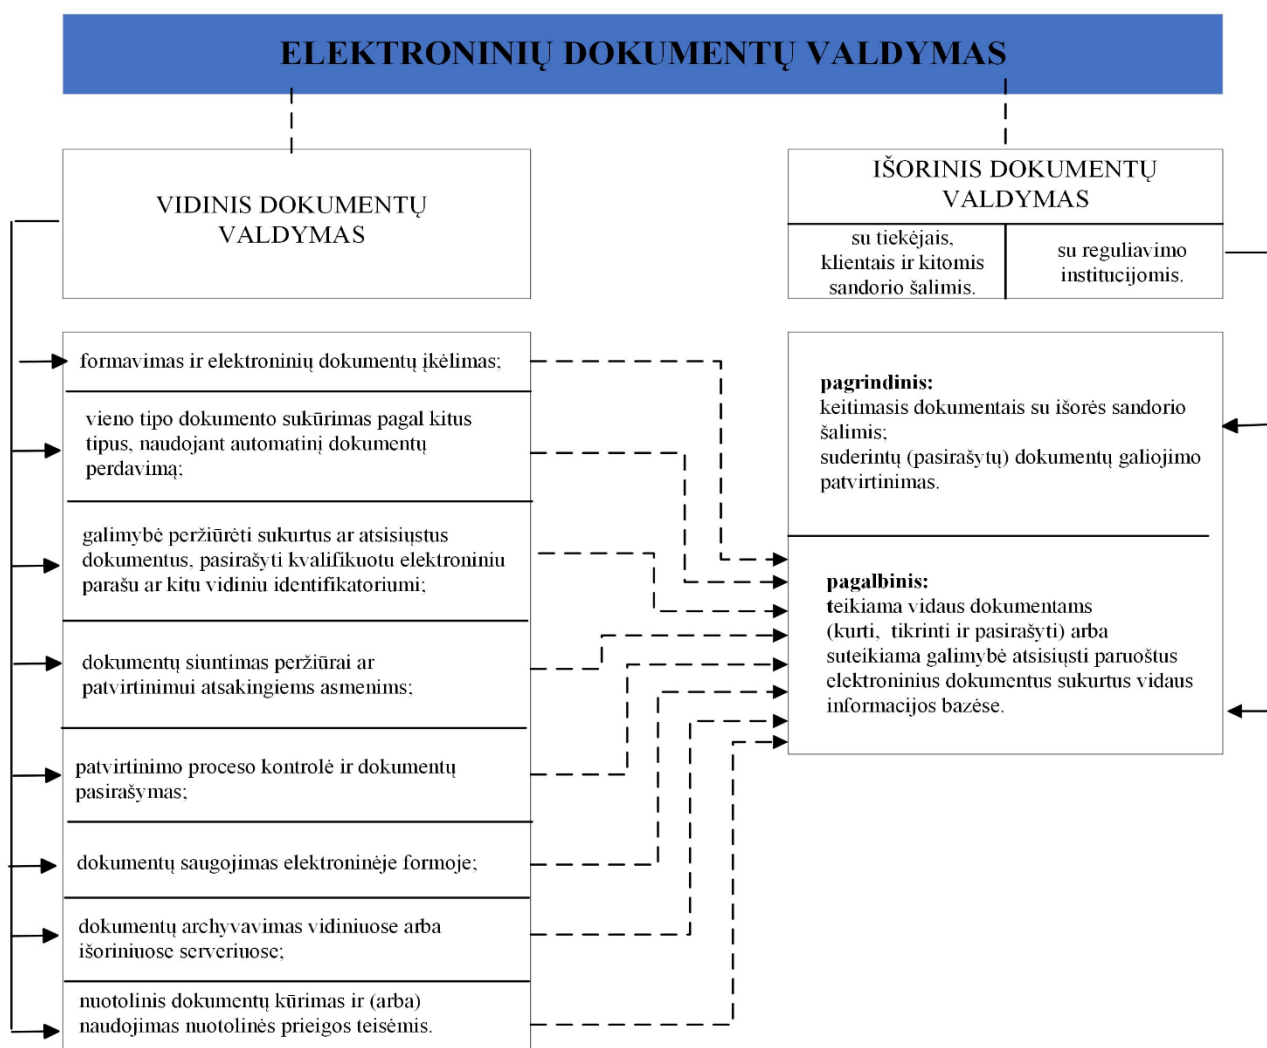 ELEKTRONINIŲ DOKUMENTŲ VALDYMAS
VIDINIS DOKUMENTŲ
VALDYMAS
IŠORINIS DOKUMENTŲ
VALDYMAS
su tiekėjais,
klientais ir kitomis
sandorio šalimis.
su reguliavimo
institucijomis.
formavimas ir elektroninių dokumentų įkėlimas;
vieno tipo dokumento sukūrimas pagal kitus
tipus, naudojant automatinį dokumentų
perdavimą;
galimybė peržiūrėti sukurtus ar atsisiųstus
dokumentus, pasirašyti kvalifikuotu elektroniniu
parašu ar kitu vidiniu identifikatoriumi;
dokumentų siuntimas peržiūrai ar
patvirtinimui atsakingiems asmenims;
patvirtinimo proceso kontrolė ir dokumentų
pasirašymas;
dokumentų saugojimas elektroninėje formoje;
dokumentų archyvavimas vidiniuose arba
išoriniuose serveriuose;
nuotolinis dokumentų kūrimas ir (arba)
naudojimas nuotolinės prieigos teisėmis.
pagrindinis:
keitimasis dokumentais su išorės sandorio
šalimis;
suderintų (pasirašytų) dokumentų galiojimo
patvirtinimas.
pagalbinis:
teikiama vidaus dokumentams
(kurti, tikrinti ir pasirašyti) arba
suteikiama galimybė atsisiųsti paruoštus
elektroninius dokumentus sukurtus vidaus
informacijos bazėse.